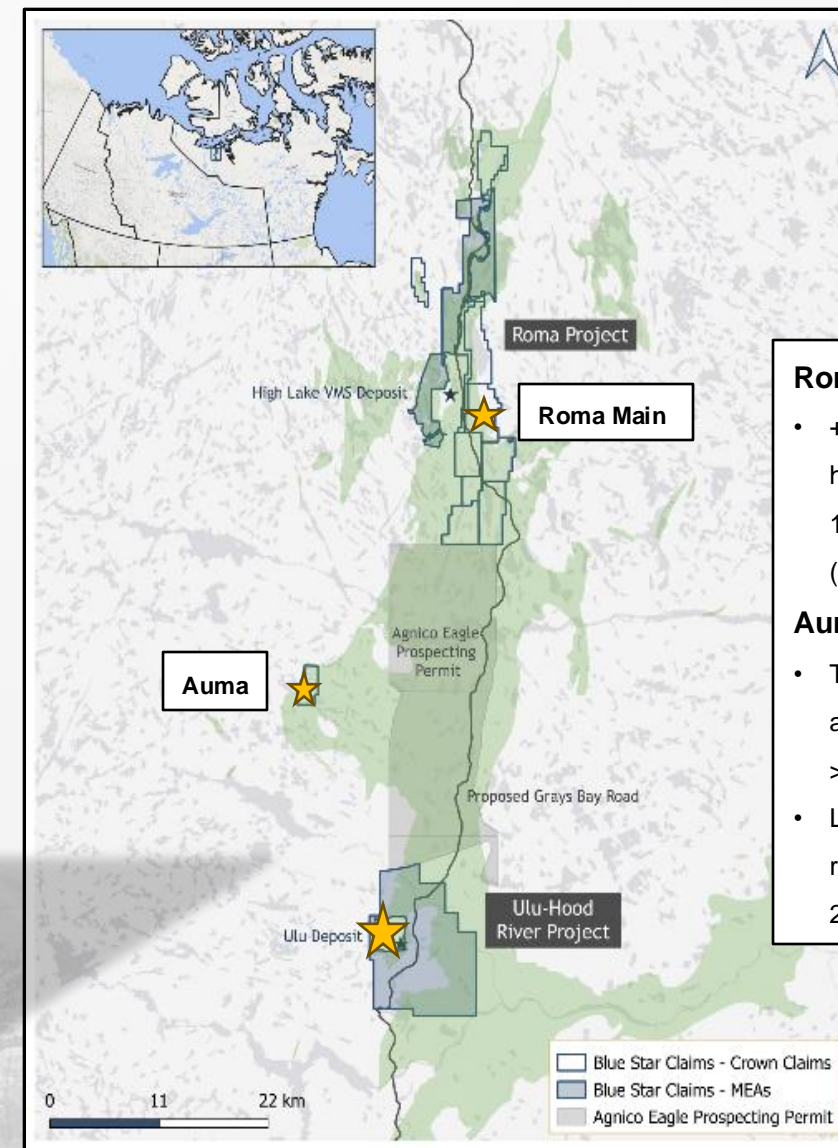 Roma Project
High Lake VMS Deposit
Roma Main
Agnico Eagle
Prospecting
Permit
Auma
Proposed Grays Bay Road
Ulu-Hood
River Project
Ulu Deposit
Blue Star Claims - Crown Claims
Blue Star Claims - MEAs
Agnico Eagle Prospecting Permit
0 11 22 km